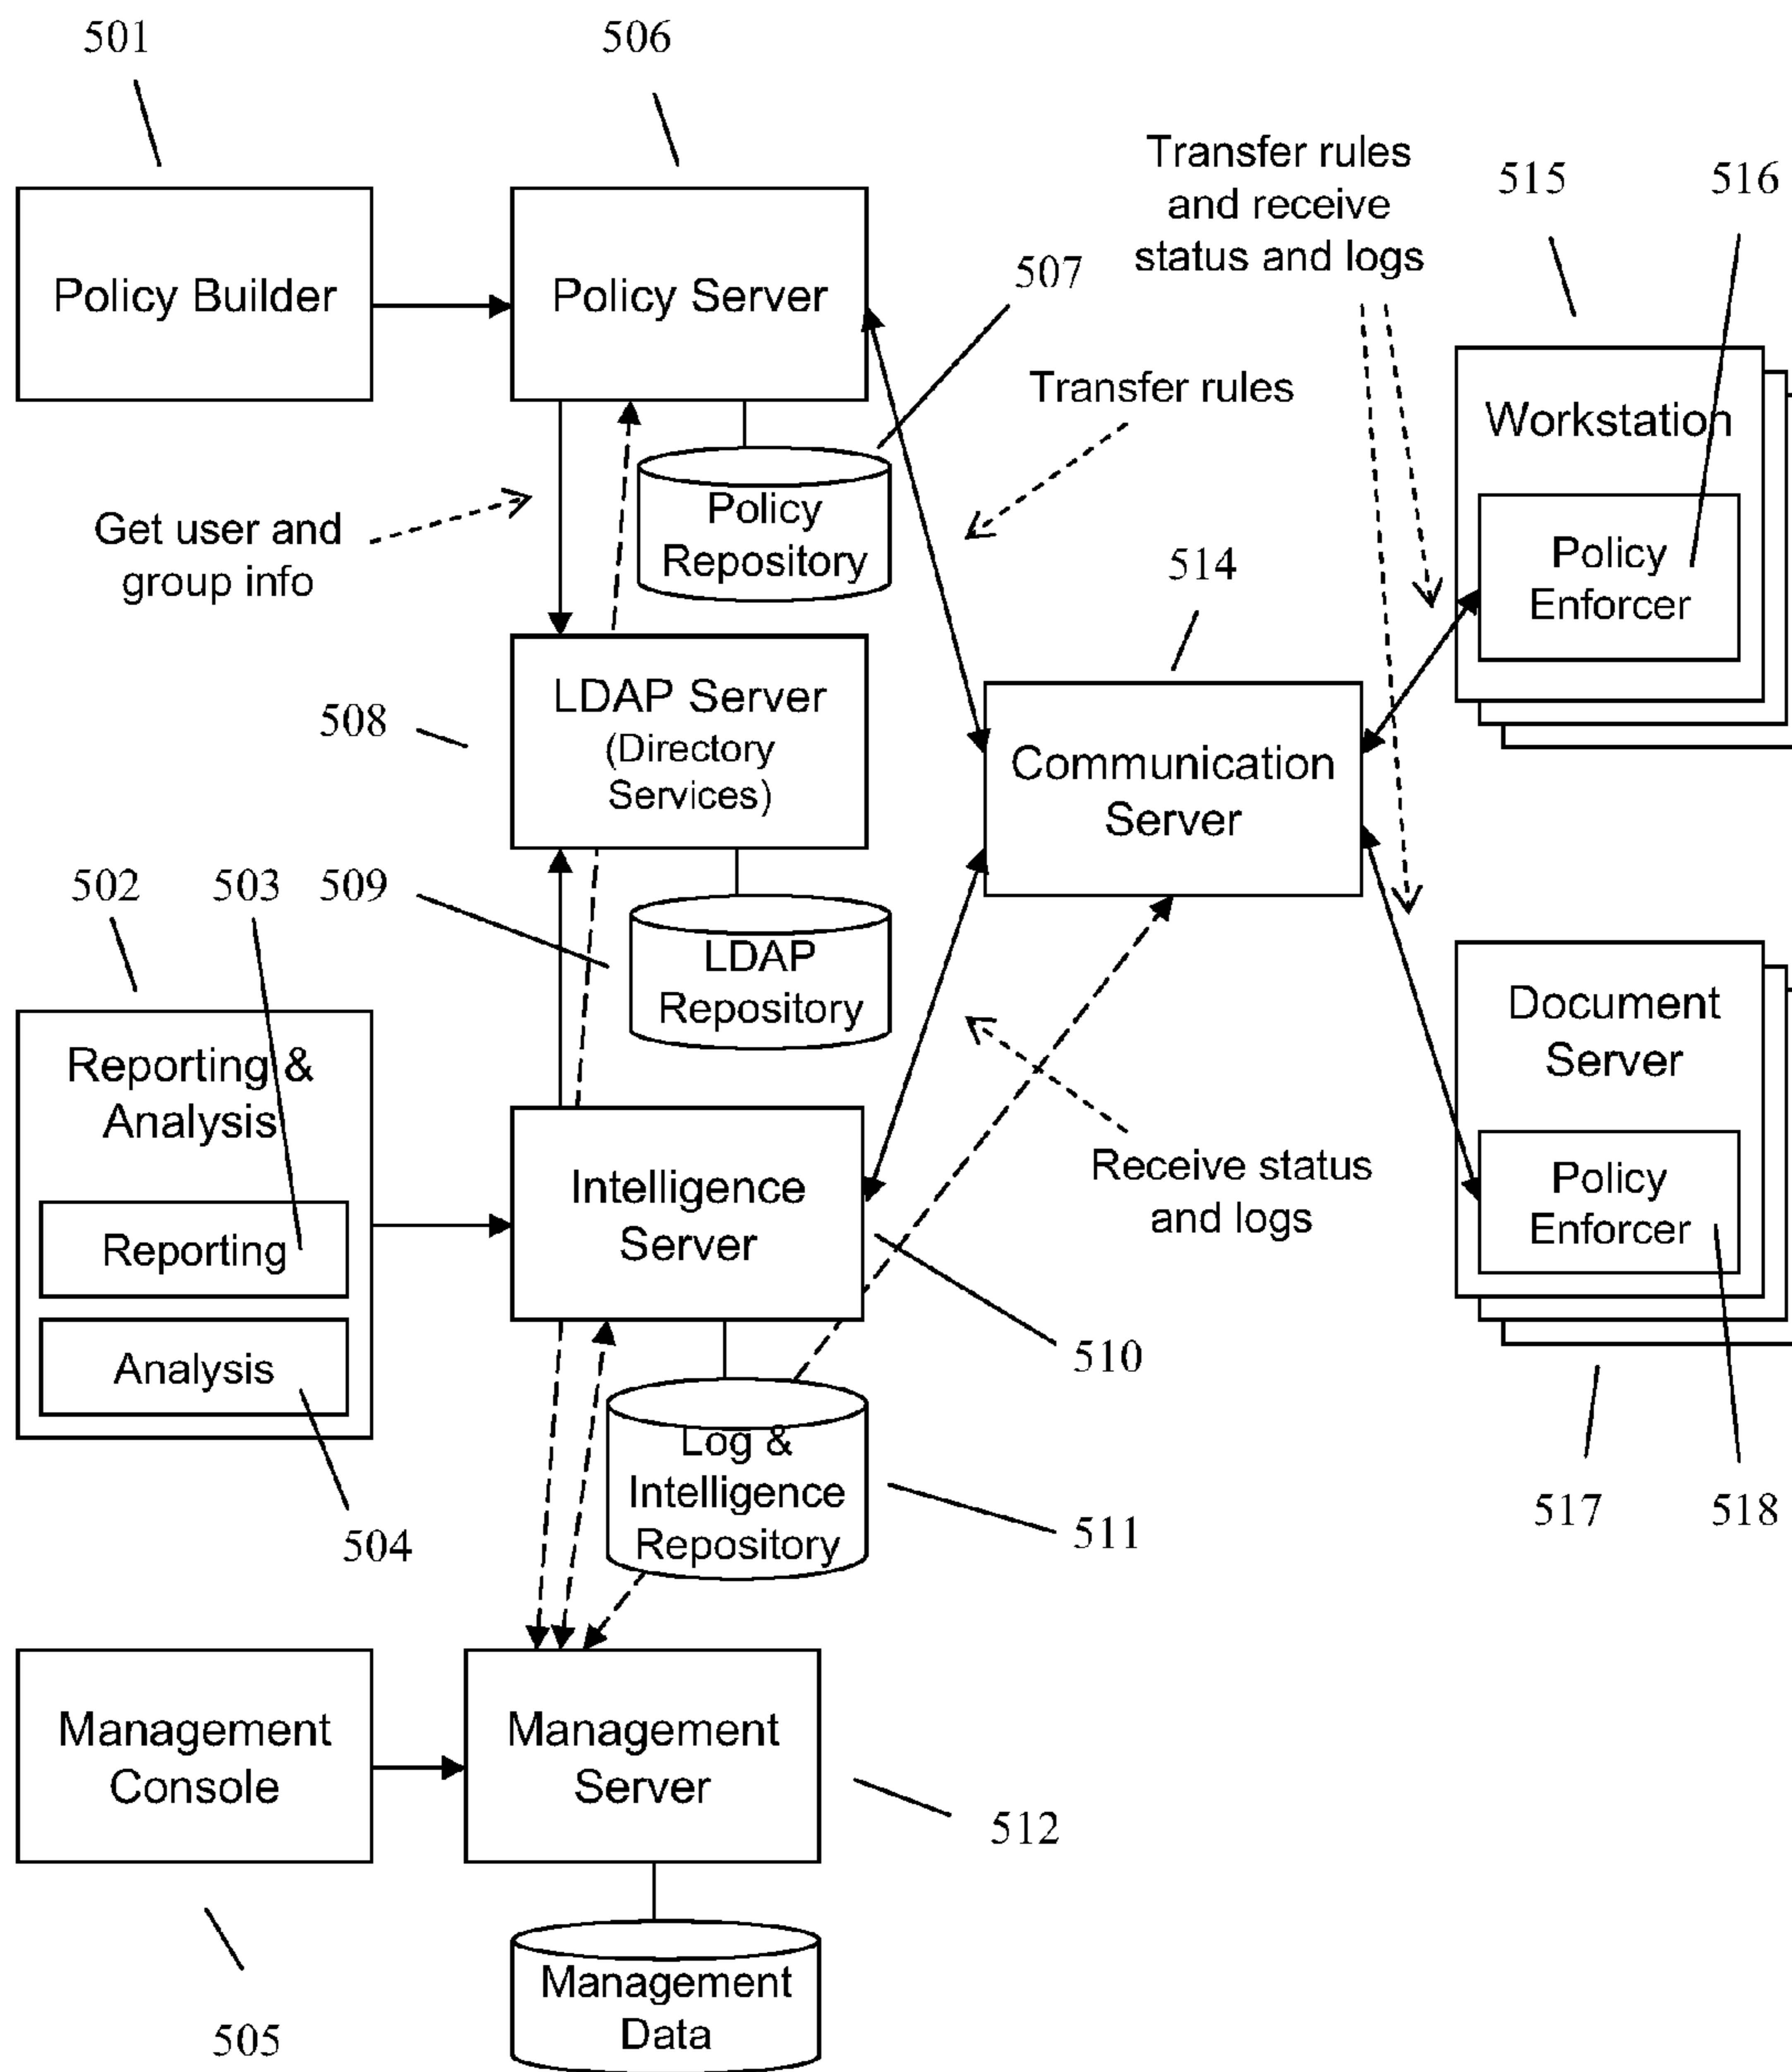 501
506
Transfer rules
and receive
status and logs
515
516
Policy Builder
Policy Server
507
Transfer rules
Workstation
Get user and
group info
Policy
Repository
514
Policy
Enforcer
508
LDAP Server
(Directory
Services)
Communication
Server
502
503
509
LDAP
Repository
Document
Server
Reporting &
Analysis
Intelligence
Server
Receive status
and logs
Policy
Enforcer
Reporting
Analysis
510
504
Log &
Intelligence
Repository
511
517
518
Management
Console
Management
Server
512
505
Management
Data